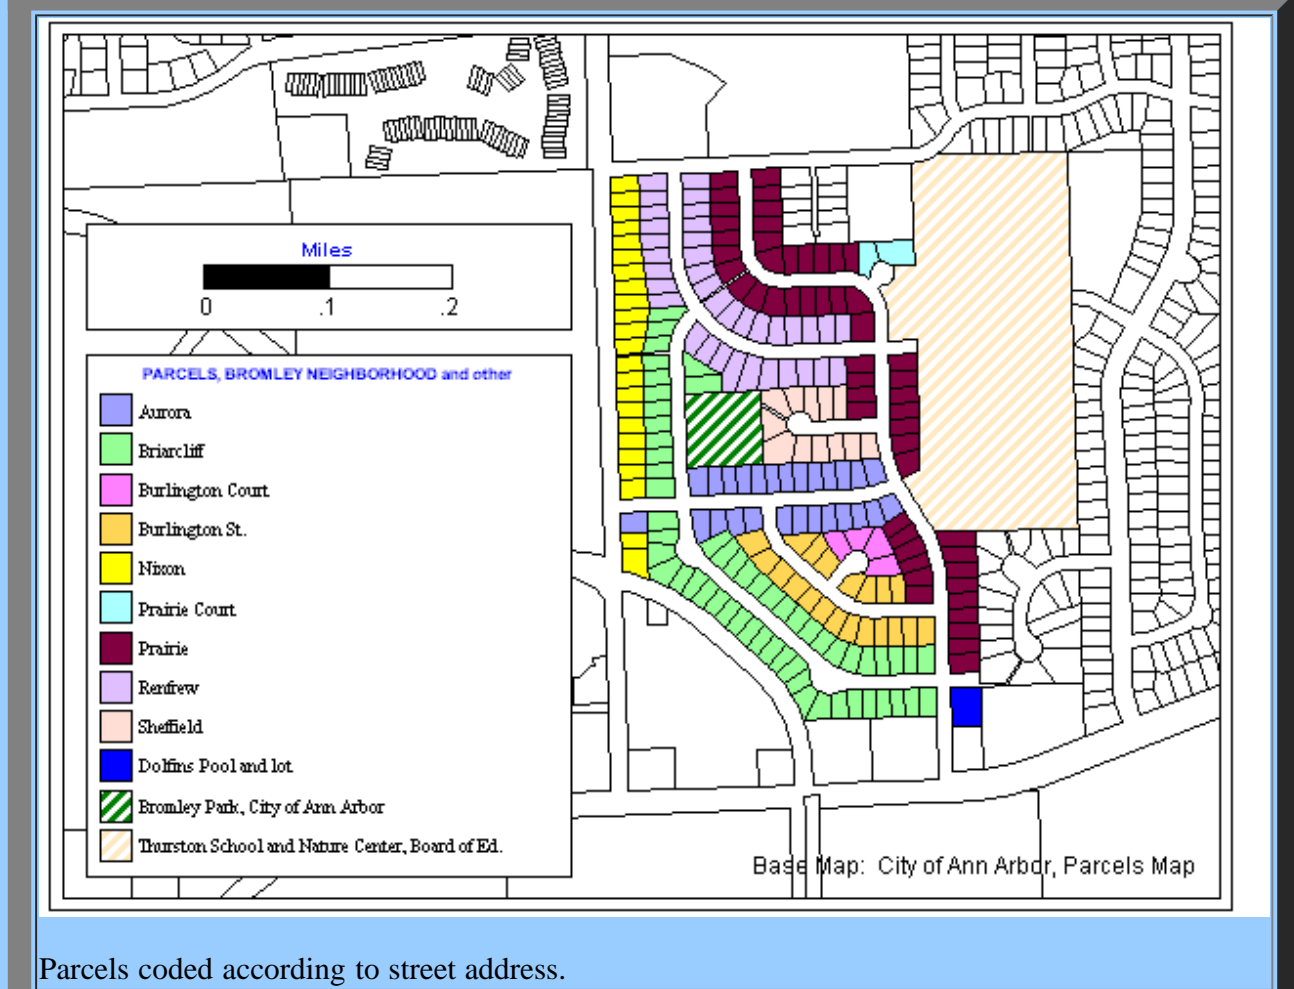 Miles
0 .1 .2
PARCELS, BROMLEY NEIGHBORHOOD and other
Aurora
Briarcliff
Burlington Court
Burlington St.
Nixon
Prairie Court
Prairie
Renfrew
Sheffield
Dolfins Pool and lot
Bromley Park, City of Ann Arbor
Thurston School and Nature Center, Board of Ed.
Base Map: City of Ann Arbor, Parcels Map
Parcels coded according to street address.